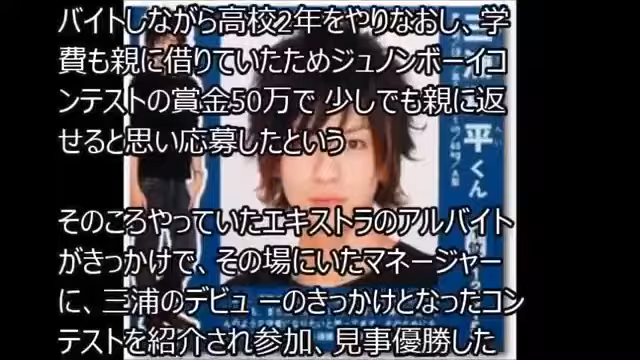 バイトしながら高校2年をやりなおし、学
費も親に借りていたためジュノンボーイコ
ンテストの賞金50万で 少しでも親に返
せると思い応募したという
そのころやっていたエキストラのアルバイト
がきっかけで、その場にいたマネージャー
に、三浦のデビューのきっかけとなったコン
テストを紹介され参加、見事優勝した
平くん